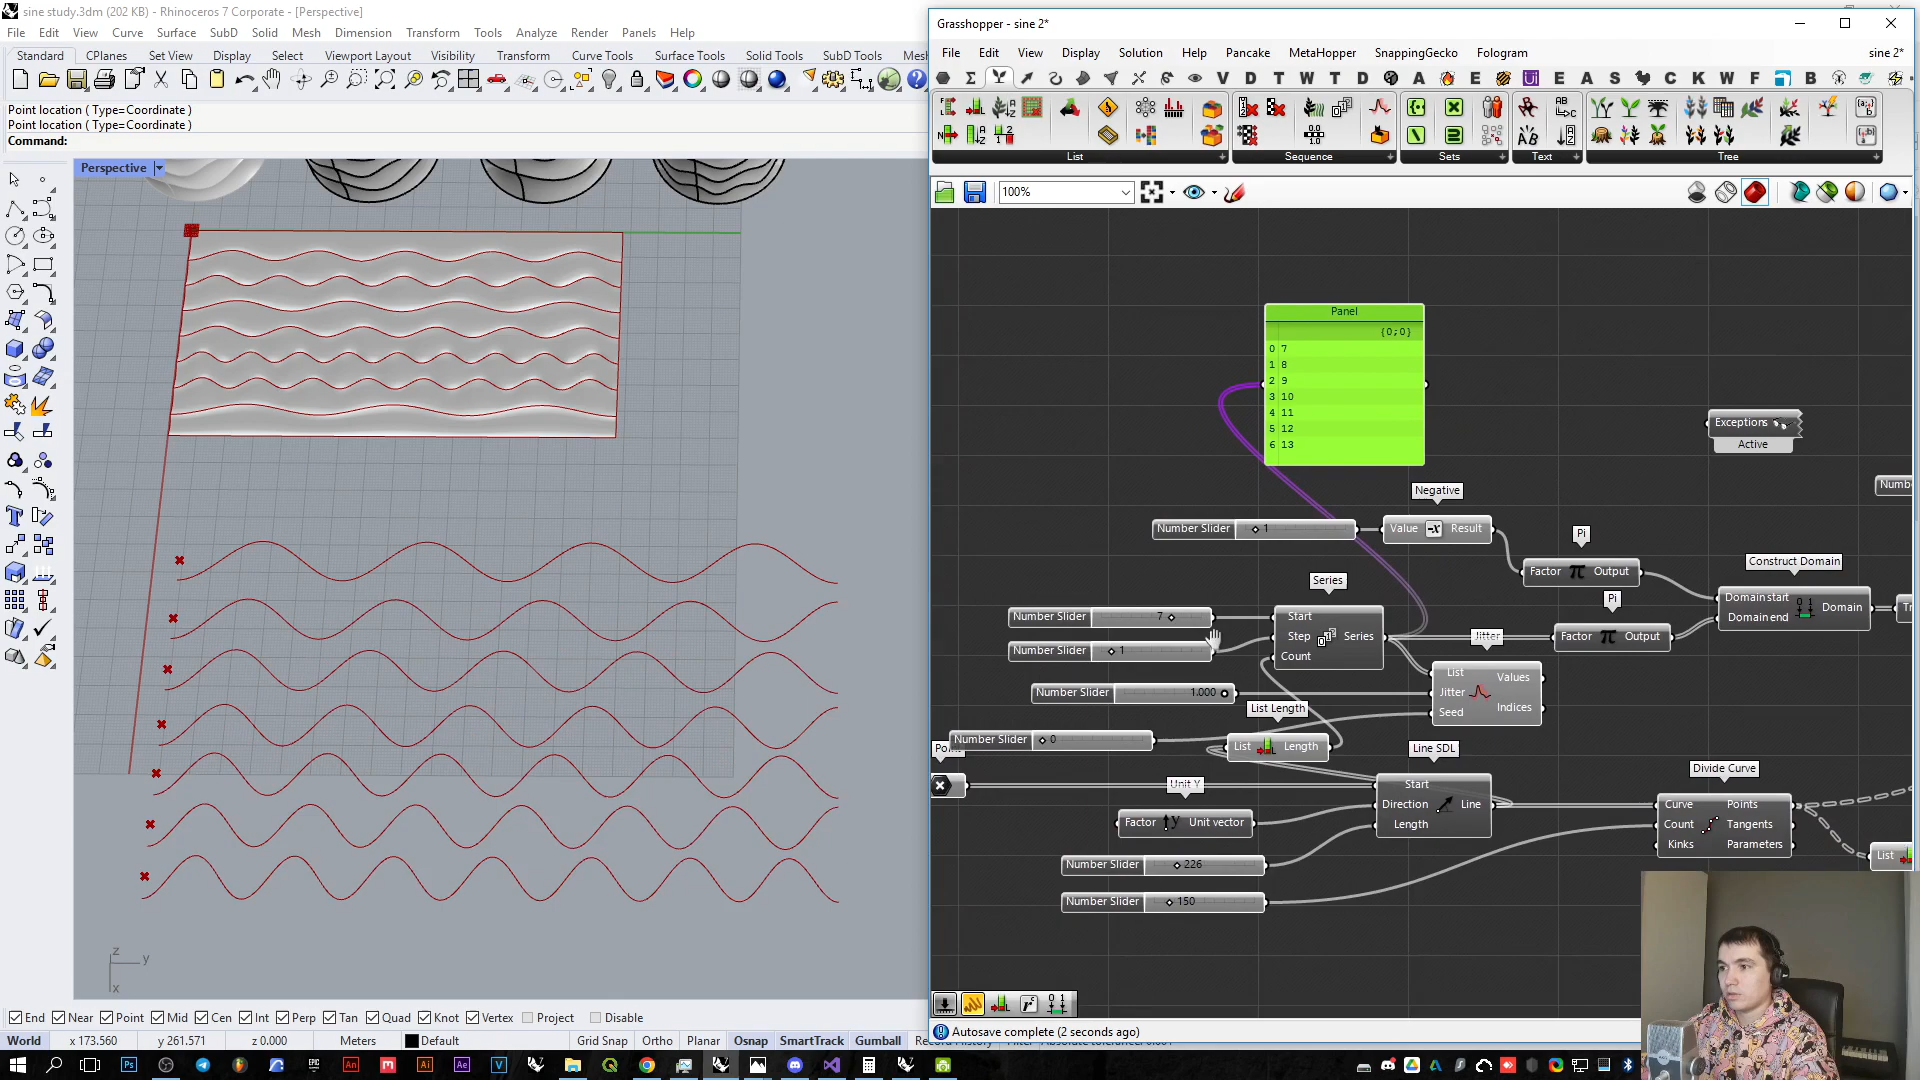 sine study.3dm (202 KB) - Rhinoceros 7 Corporate - [Perspective]
File Edit View Curve Surface SubD Solid Mesh Dimension Transform Tools Analyze Render Panels Help
Standard CPlanes Set View Display Select Viewport Layout Visibility Transform Curve Tools Surface Tools Solid Tools SubD Tools Mesh
Point location ( Type=Coordinate )
Point location ( Type=Coordinate )
Command:
Perspective
z
y
x
End Near Point Mid Cen Int Perp Tan Quad Knot Vertex Project Disable
World x 173.560 y 261.571 z 0.000 Meters Default Grid Snap Ortho Planar Osnap SmartTrack Gumball
Grasshopper - sine 2*
File Edit View Display Solution Help Pancake MetaHopper SnappingGecko Fologram sine 2*
List Sequence Sets Text Tree
100%
Panel
{0;0}
0 7
1 8
2 9
3 10
4 11
5 12
6 13
Exceptions
Active
Negative
Number Slider 1
Value -x Result
Pi
Factor π Output
Construct Domain
Domain start
Domain end
Domain
Series
Number Slider 7
Number Slider 1
Start
Step Series
Count
Pi
Factor π Output
Jitter
List Values
Jitter
Indices
Seed
Number Slider 1.000
List Length
List Length
Number Slider 0
Line SDL
Start
Direction Line
Length
Unit Y
Factor y Unit vector
Number Slider 226
Number Slider 150
Divide Curve
Curve Points
Count Tangents
Kinks Parameters
List
Autosave complete (2 seconds ago)